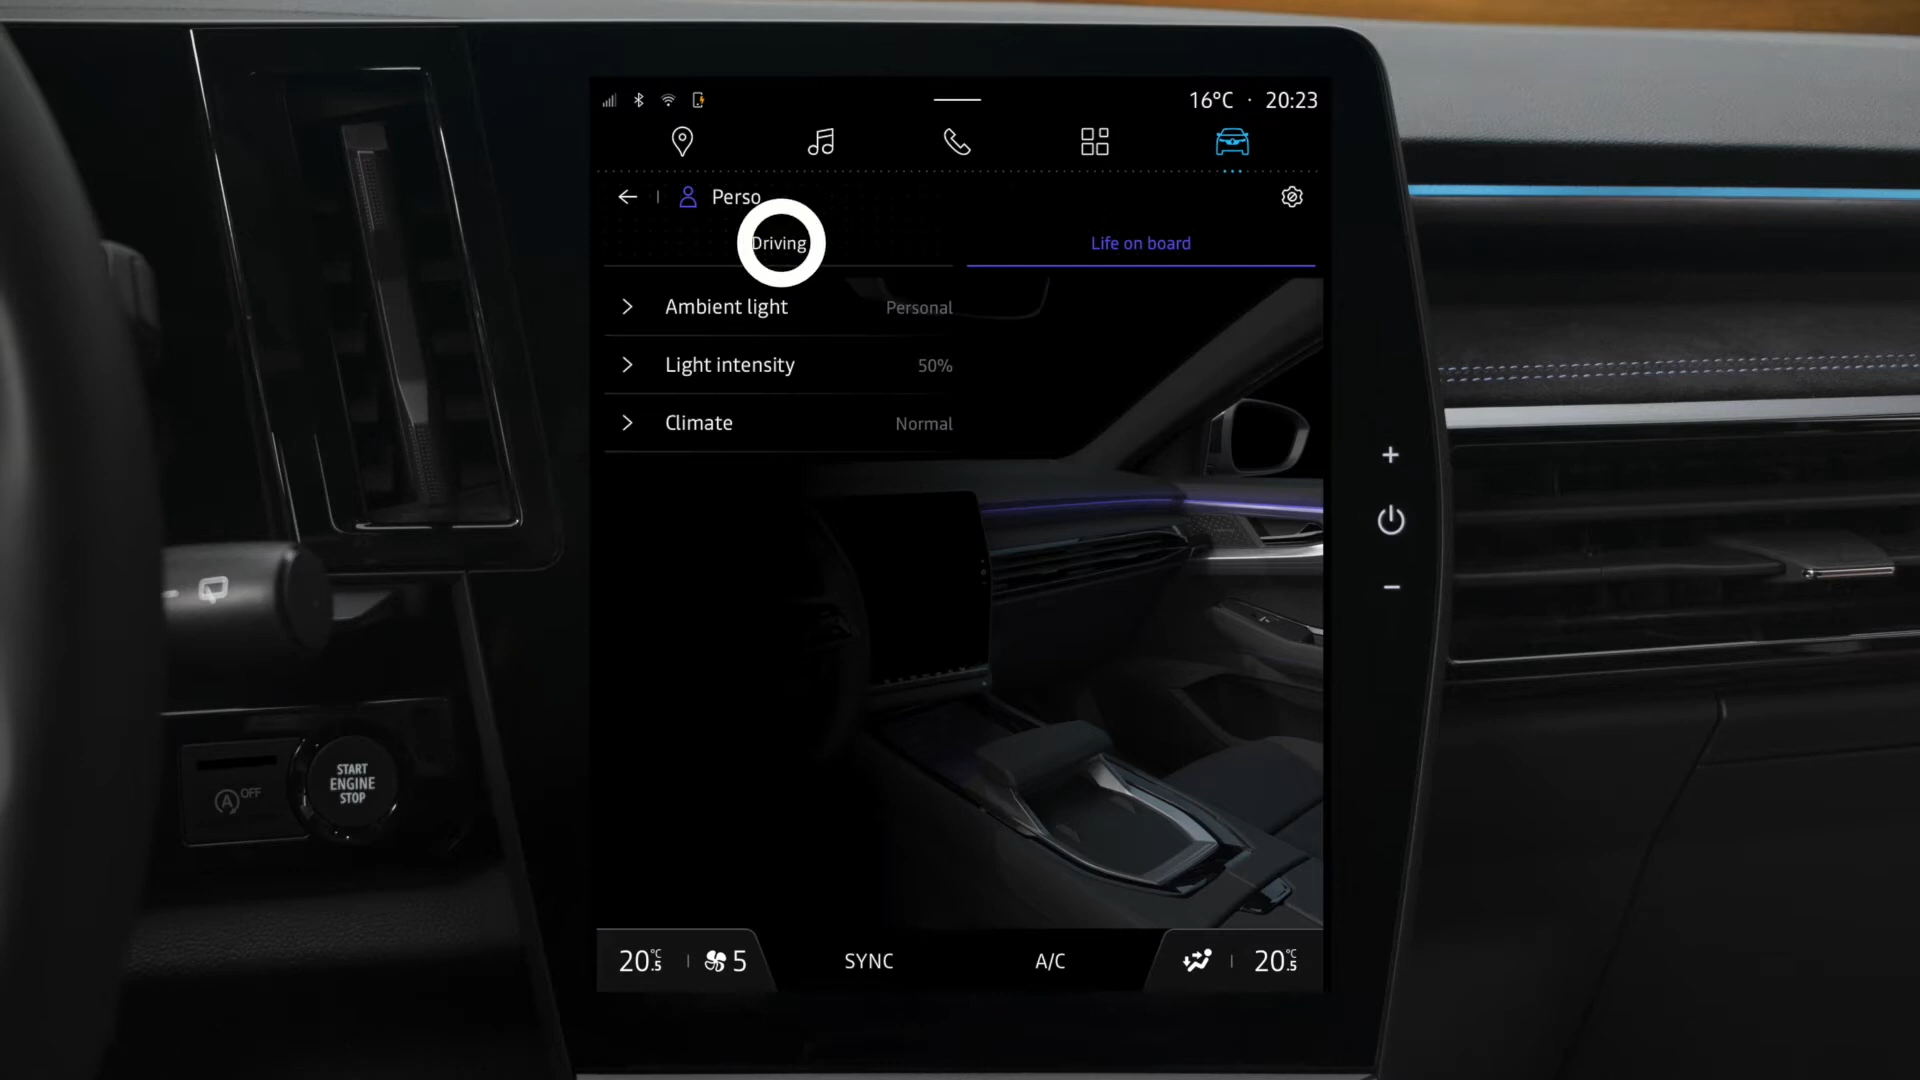 16°C · 20:23
Perso
Driving
Life on board
Ambient light Personal
Light intensity 50%
Climate Normal
+
−
START
ENGINE
STOP
A OFF
20.5°C 5 SYNC A/C 20.5°C